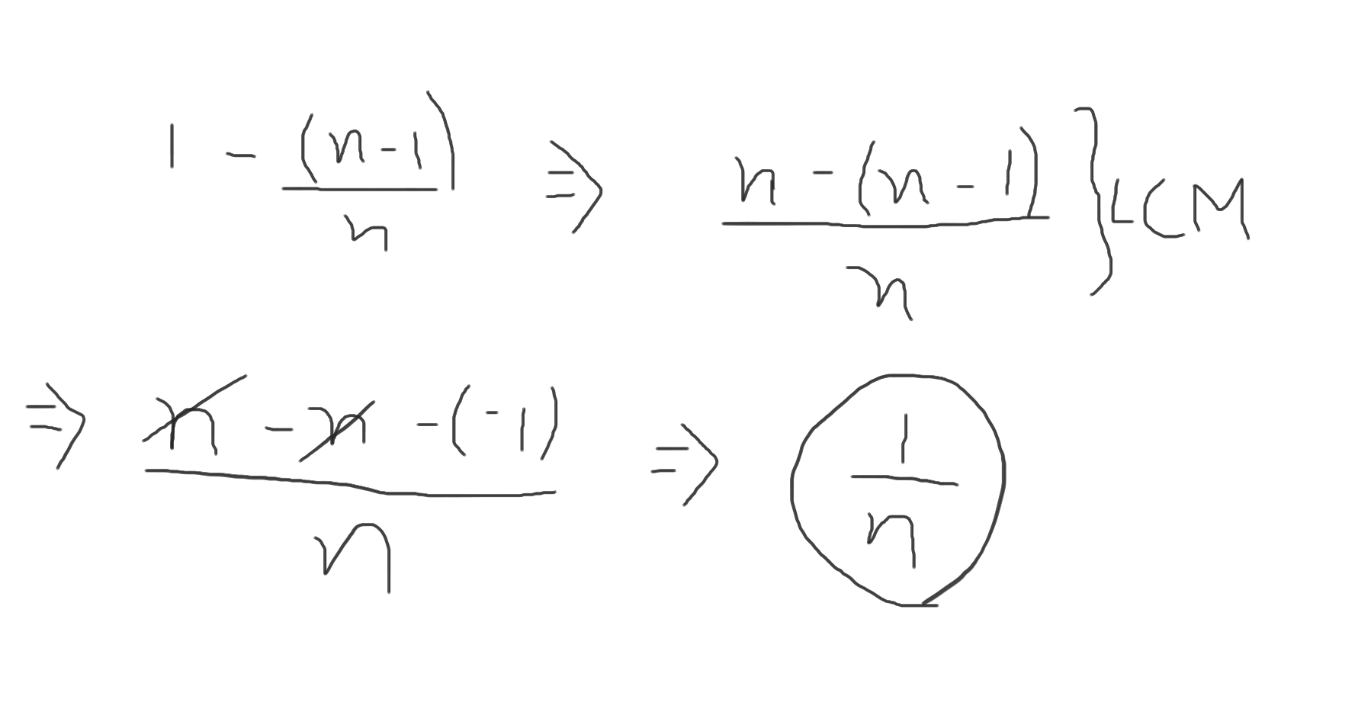 1 - (n-1)/n ⇒ n - (n - 1)/n } LCM
⇒ n - n - (-1)/n ⇒ 1/n